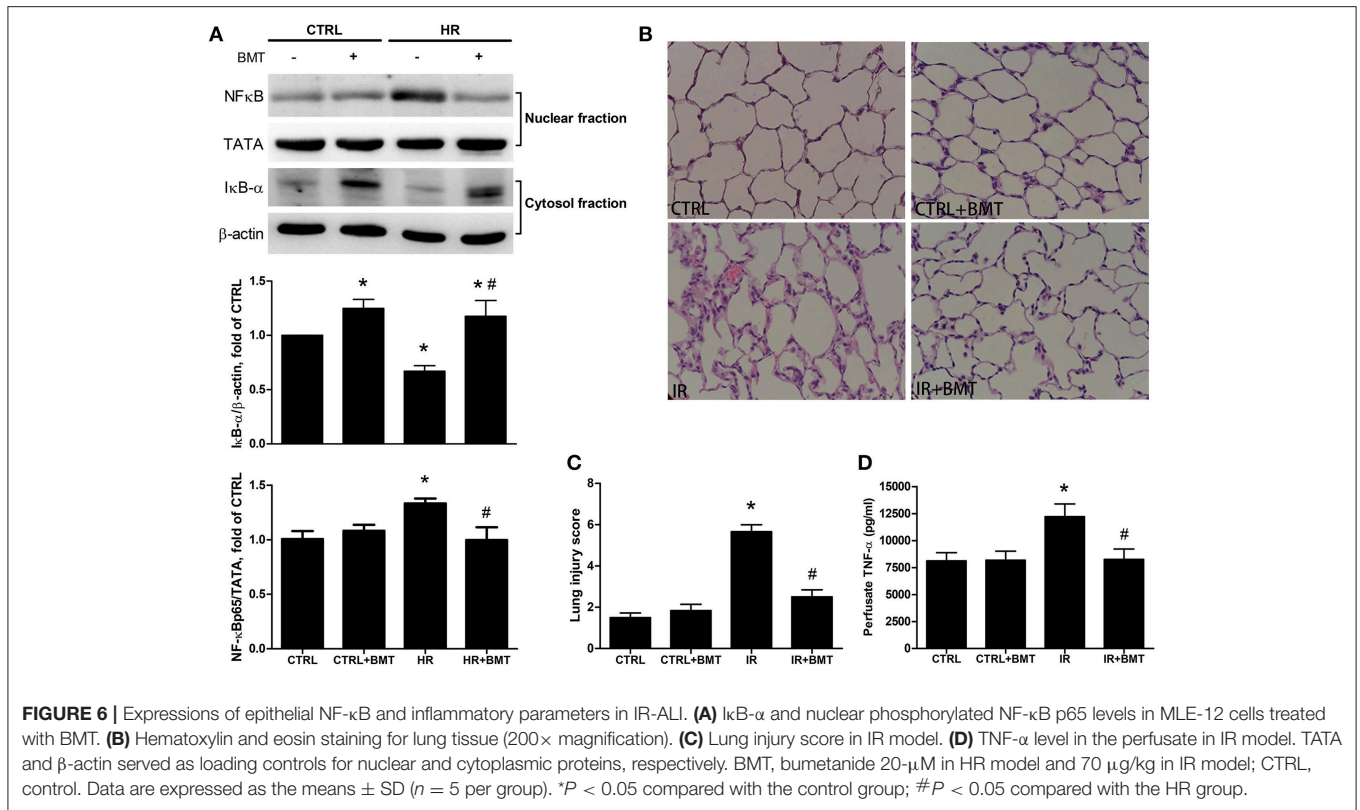 A
CTRL HR
BMT - + - +
NFκB
TATA
Nuclear fraction
IκB-α
β-actin
Cytosol fraction
IκB-α/β-actin, fold of CTRL
1.5
1.0
0.5
0.0
* * * #
NF-κBp65/TATA, fold of CTRL
1.5
1.0
0.5
0.0
* #
CTRL CTRL+BMT HR HR+BMT
B
CTRL
CTRL+BMT
IR
IR+BMT
C
Lung injury score
8
6
4
2
0
* #
CTRL CTRL+BMT IR IR+BMT
D
Perfusate TNF-α (pg/ml)
15000
12500
10000
7500
5000
2500
0
* #
CTRL CTRL+BMT IR IR+BMT
FIGURE 6 | Expressions of epithelial NF-κB and inflammatory parameters in IR-ALI. (A) IκB-α and nuclear phosphorylated NF-κB p65 levels in MLE-12 cells treated
with BMT. (B) Hematoxylin and eosin staining for lung tissue (200× magnification). (C) Lung injury score in IR model. (D) TNF-α level in the perfusate in IR model. TATA
and β-actin served as loading controls for nuclear and cytoplasmic proteins, respectively. BMT, bumetanide 20-μM in HR model and 70 μg/kg in IR model; CTRL,
control. Data are expressed as the means ± SD (n = 5 per group). *P < 0.05 compared with the control group; #P < 0.05 compared with the HR group.